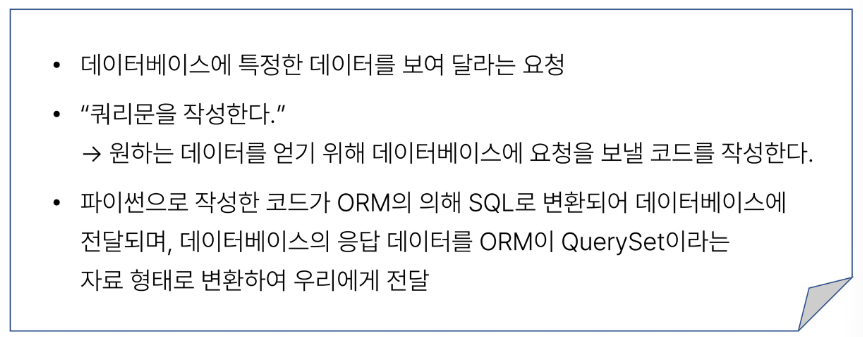 • 데이터베이스에 특정한 데이터를 보여 달라는 요청
• “쿼리문을 작성한다.”
→ 원하는 데이터를 얻기 위해 데이터베이스에 요청을 보낼 코드를 작성한다.
• 파이썬으로 작성한 코드가 ORM의 의해 SQL로 변환되어 데이터베이스에
전달되며, 데이터베이스의 응답 데이터를 ORM이 QuerySet이라는
자료 형태로 변환하여 우리에게 전달